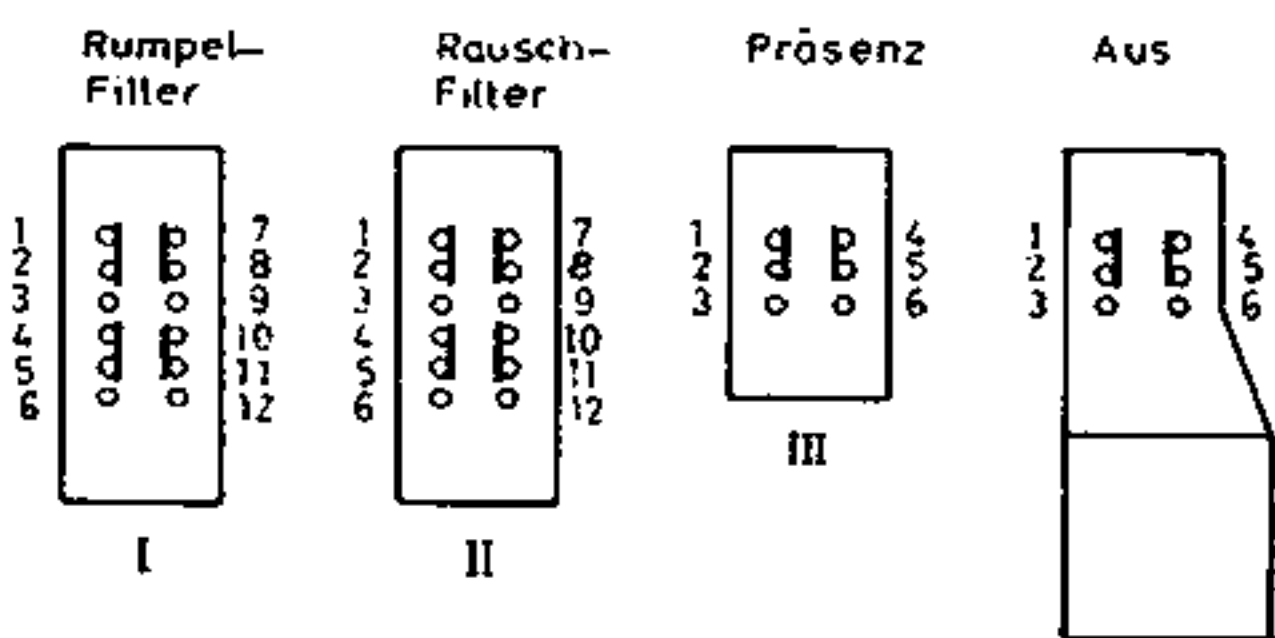 Rumpel-
Filter
Rausch-
Filter
Präsenz
Aus
1 7 1 7 1 4 1 4
2 8 2 8 2 5 2 5
3 9 3 9 3 6 3 6
4 10 4 10
5 11 5 11
6 12 6 12
I II III